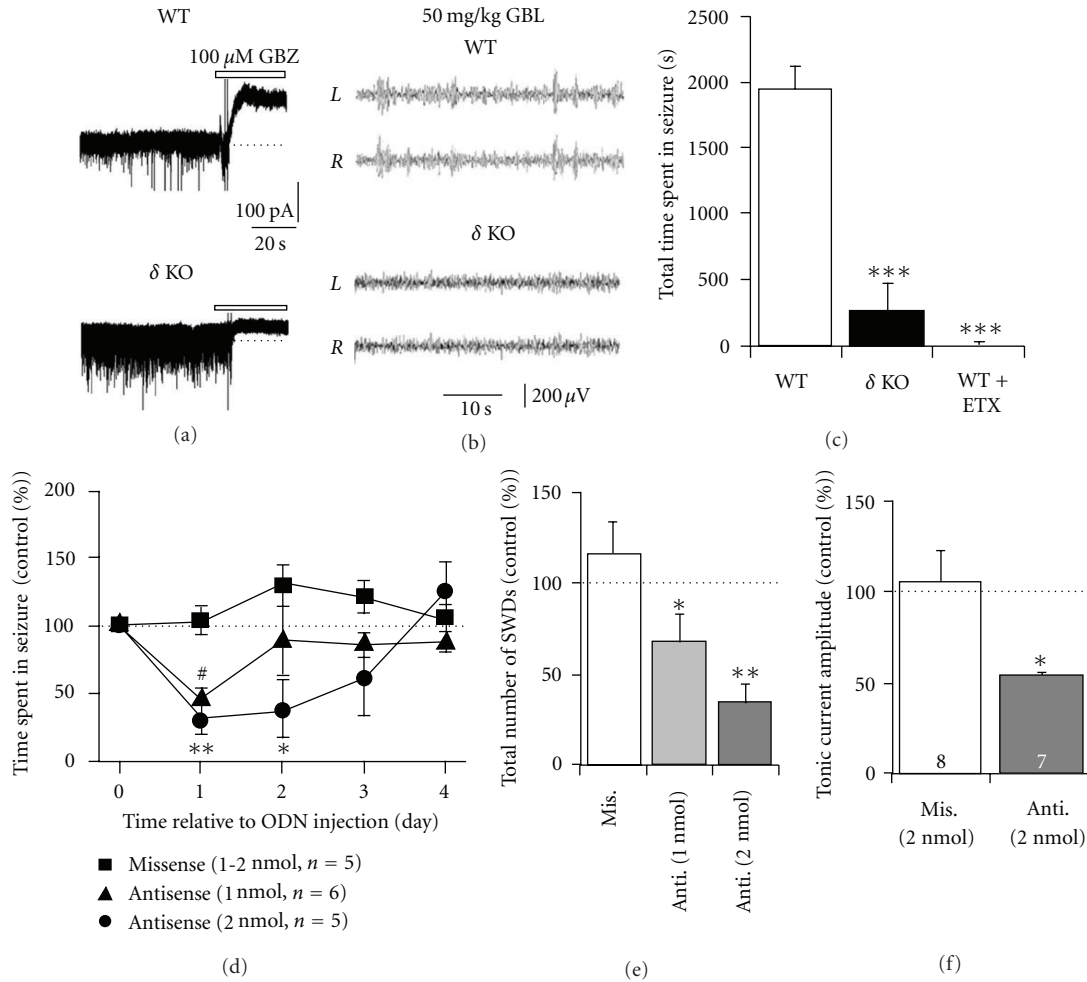 WT
100 μM GBZ
100 pA
20 s
δ KO
(a)
50 mg/kg GBL
WT
L
R
δ KO
L
R
10 s
200 μV
(b)
Total time spent in seizure (s)
2500
2000
1500
1000
500
0
***
***
WT
δ KO
WT +
ETX
(c)
Time spent in seizure (control (%))
200
150
100
50
0
#
**
*
0 1 2 3 4
Time relative to ODN injection (day)
Missense (1-2 nmol, n = 5)
Antisense (1 nmol, n = 6)
Antisense (2 nmol, n = 5)
(d)
Total number of SWDs (control (%))
150
100
50
0
*
**
Mis.
Anti. (1 nmol)
Anti. (2 nmol)
(e)
Tonic current amplitude (control (%))
150
100
50
0
*
8
7
Mis.
(2 nmol)
Anti.
(2 nmol)
(f)